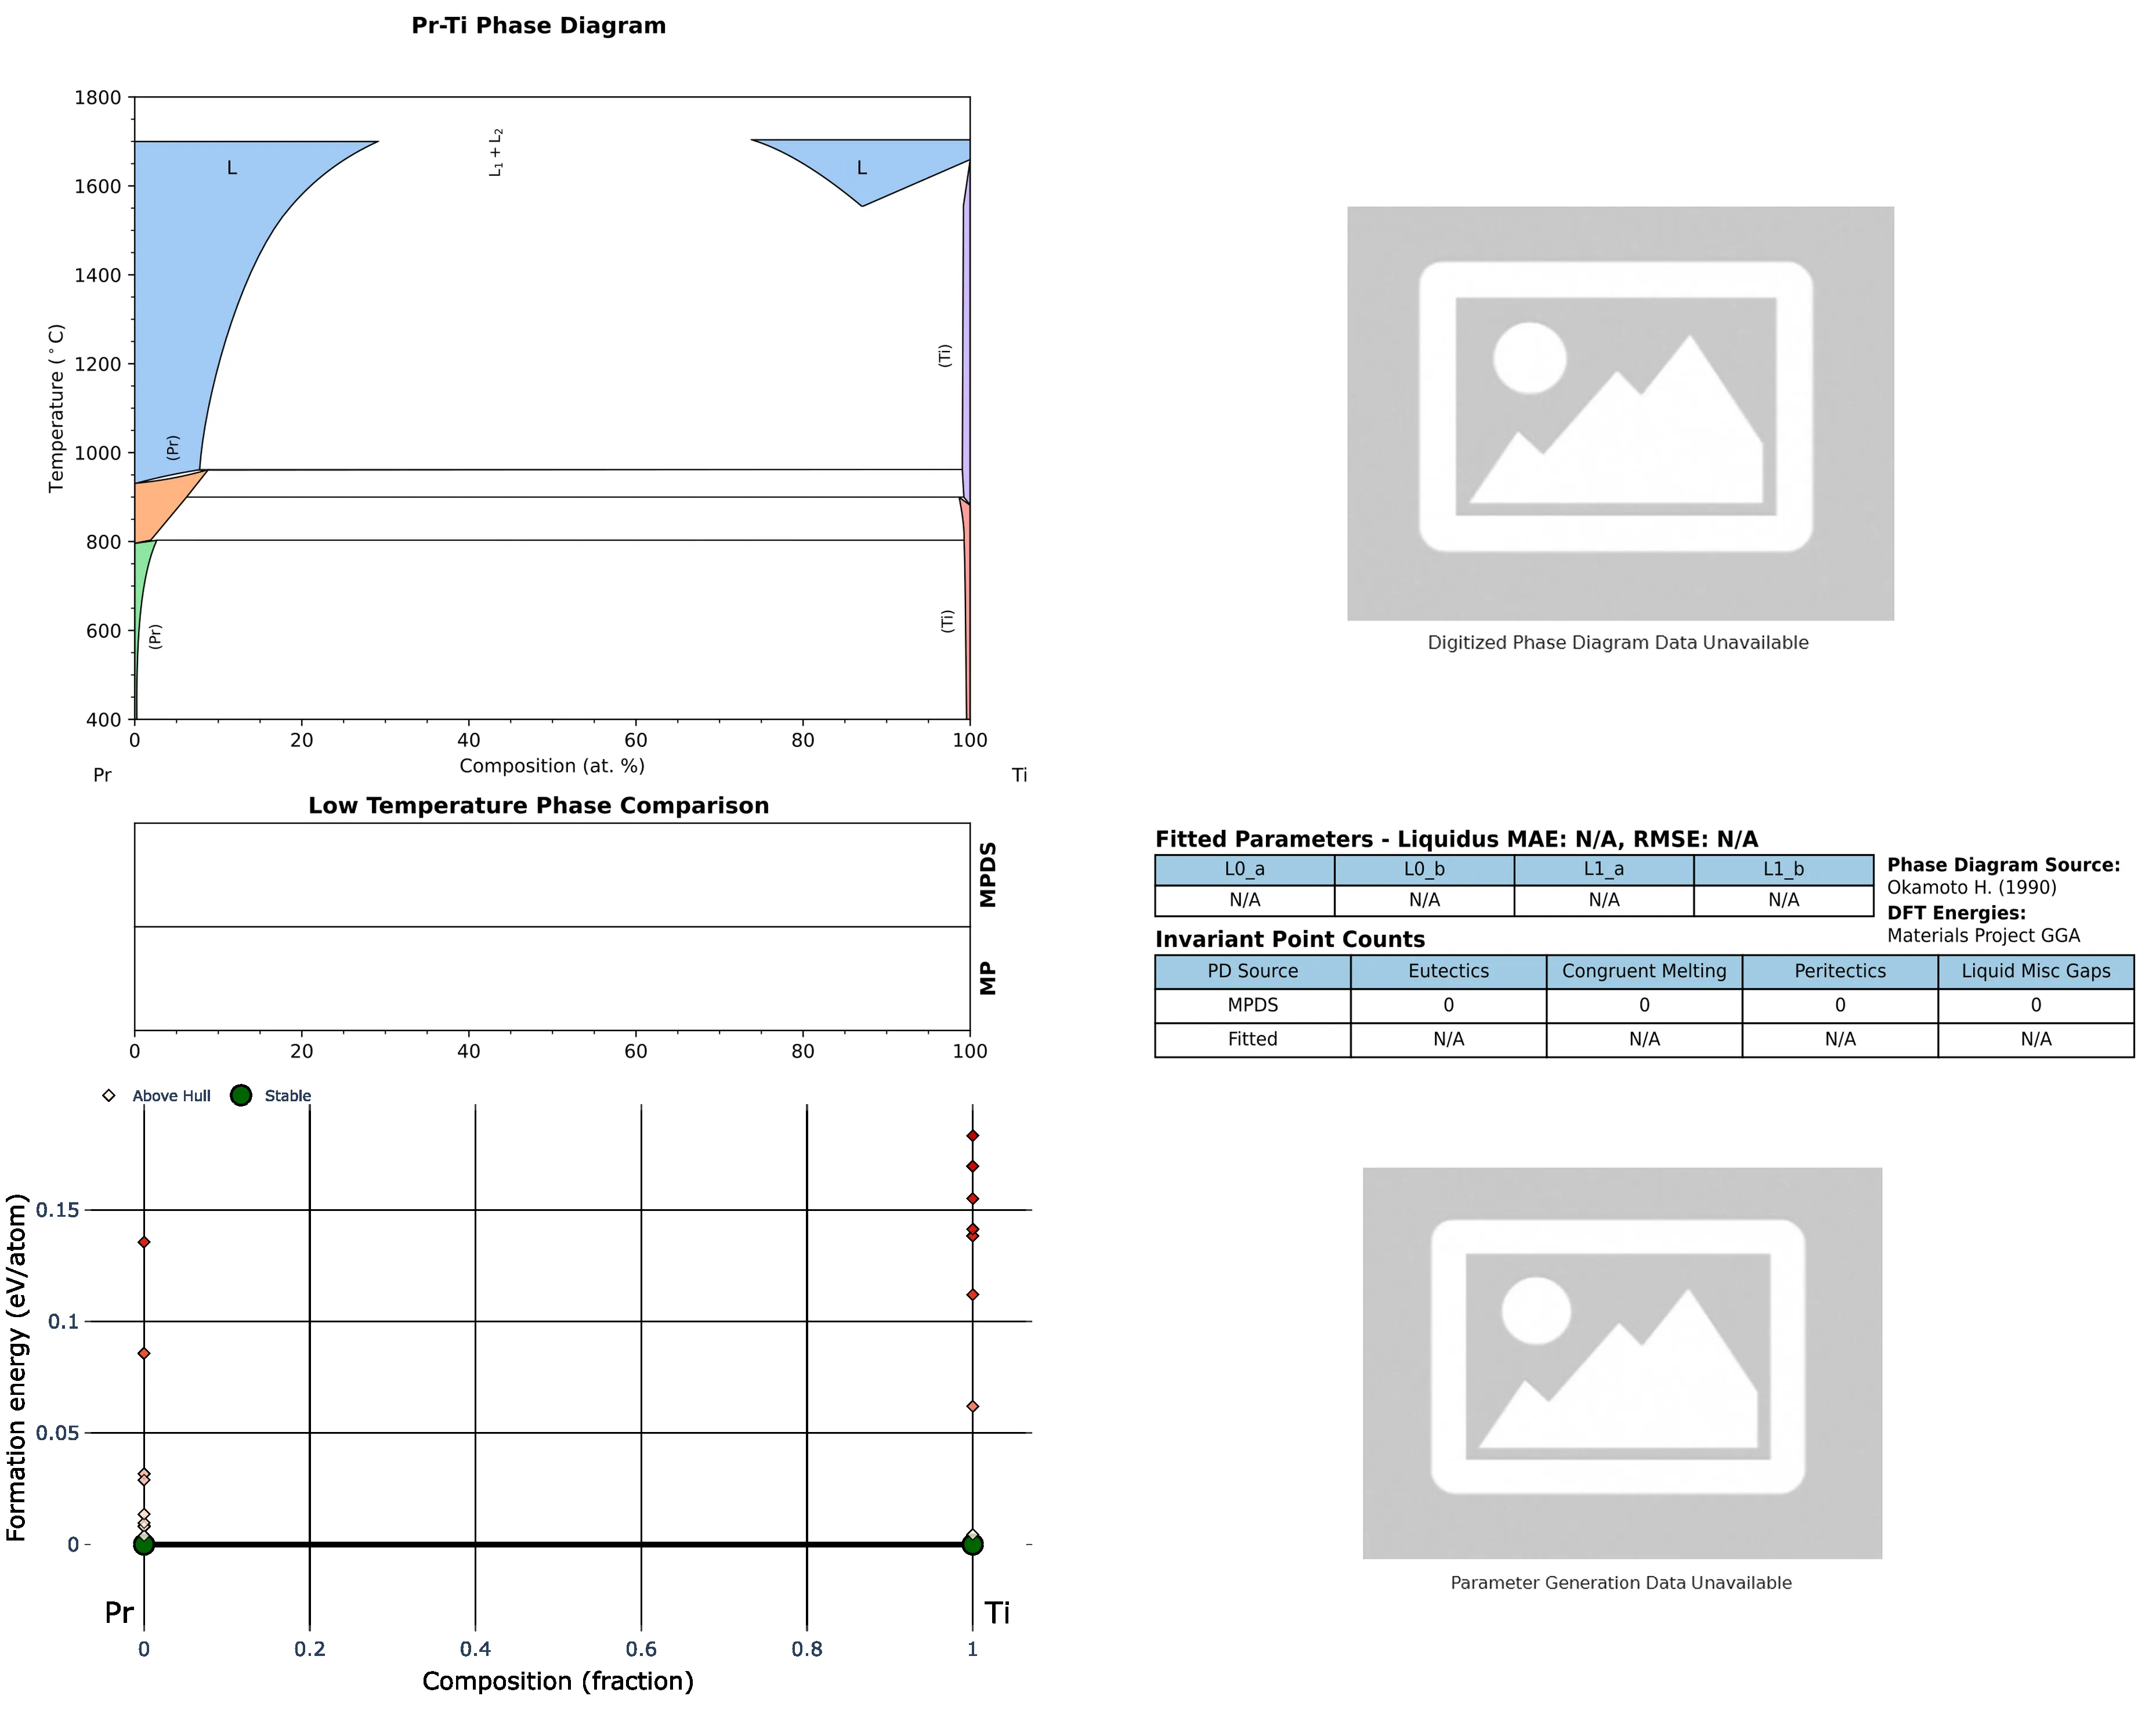 Pr-Ti Phase Diagram
1800
1600
1400
1200
1000
800
600
400
Temperature (°C)
L
L₁ + L₂
L
(Pr)
(Ti)
(Pr)
(Ti)
0 20 40 60 80 100
Composition (at. %)
Pr Ti
Digitized Phase Diagram Data Unavailable
Low Temperature Phase Comparison
MPDS
MP
0 20 40 60 80 100
Fitted Parameters - Liquidus MAE: N/A, RMSE: N/A
L0_a L0_b L1_a L1_b
N/A N/A N/A N/A
Phase Diagram Source:
Okamoto H. (1990)
DFT Energies:
Materials Project GGA
Invariant Point Counts
PD Source Eutectics Congruent Melting Peritectics Liquid Misc Gaps
MPDS 0 0 0 0
Fitted N/A N/A N/A N/A
Above Hull Stable
Formation energy (eV/atom)
0.15
0.1
0.05
0
Pr Ti
0 0.2 0.4 0.6 0.8 1
Composition (fraction)
Parameter Generation Data Unavailable